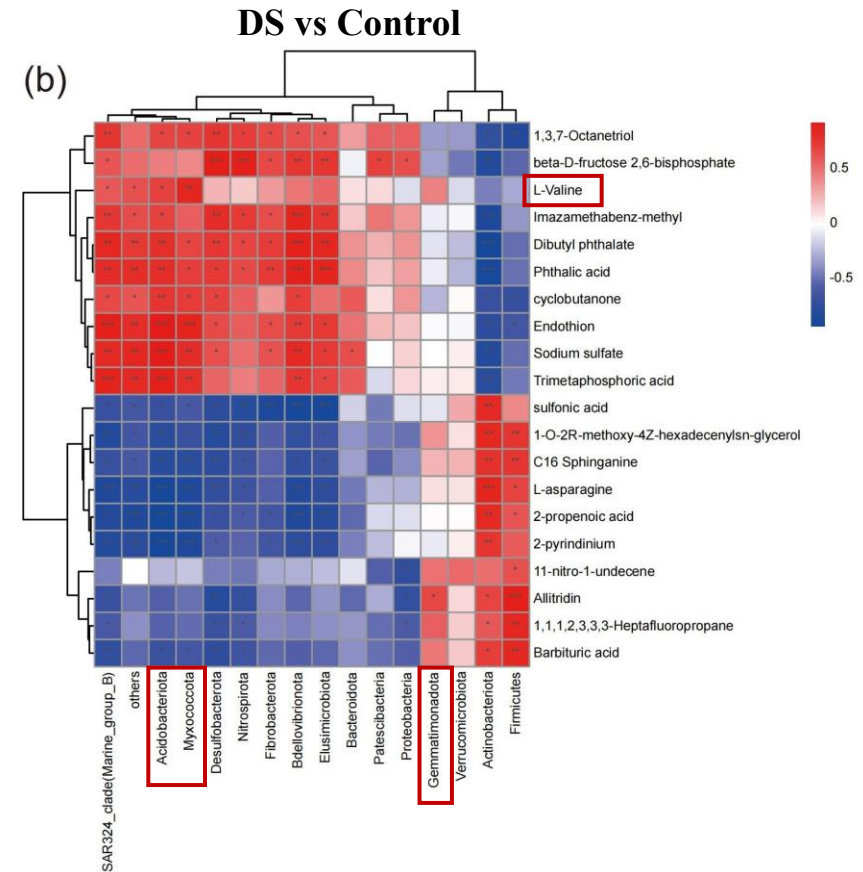 DS vs Control
(b)
1,3,7-Octanetriol
beta-D-fructose 2,6-bisphosphate
L-Valine
Imazamethabenz-methyl
Dibutyl phthalate
Phthalic acid
cyclobutanone
Endothion
Sodium sulfate
Trimetaphosphoric acid
sulfonic acid
1-O-2R-methoxy-4Z-hexadecenylsn-glycerol
C16 Sphinganine
L-asparagine
2-propenoic acid
2-pyrindinium
11-nitro-1-undecene
Allitridin
1,1,1,2,3,3,3-Heptafluoropropane
Barbituric acid
0.5
0
-0.5
SAR324_clade(Marine_group_B)
others
Acidobacteriota
Myxococcota
Desulfobacterota
Nitrospirota
Fibrobacterota
Bdellovibrionota
Elusimicrobiota
Bacteroidota
Patescibacteria
Proteobacteria
Gemmatimonadota
Verrucomicrobiota
Actinobacteriota
Firmicutes